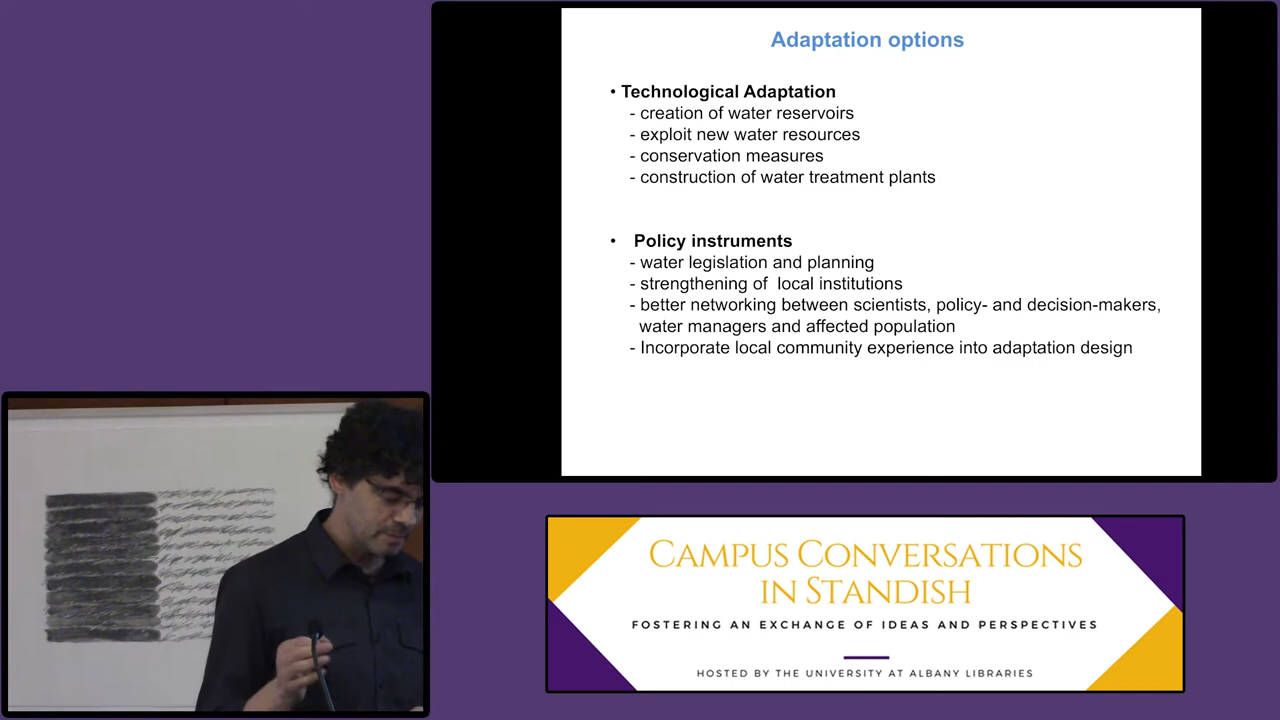 Adaptation options
• Technological Adaptation
- creation of water reservoirs
- exploit new water resources
- conservation measures
- construction of water treatment plants
• Policy instruments
- water legislation and planning
- strengthening of local institutions
- better networking between scientists, policy- and decision-makers,
water managers and affected population
- Incorporate local community experience into adaptation design
CAMPUS CONVERSATIONS
IN STANDISH
FOSTERING AN EXCHANGE OF IDEAS AND PERSPECTIVES
HOSTED BY THE UNIVERSITY AT ALBANY LIBRARIES